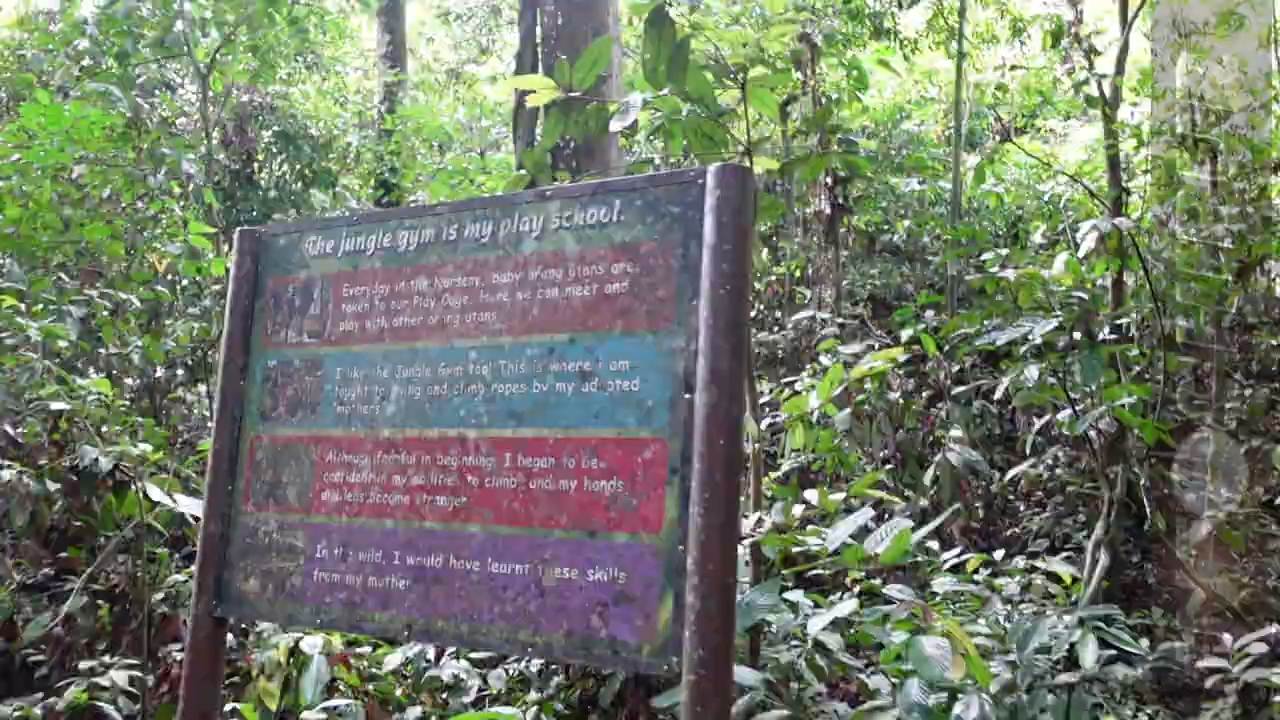 The jungle gym is my play school.
Everyday in the Nursery, baby orang utans are
taken to our Play Cage. Here we can meet and
play with other orang utans
I like the Jungle Gym too! This is where i am
taught to swing and climb ropes by my adopted
"mothers"
Although fearful in beginning, I began to be
confident in my abilities to climb and my hands
and legs become stronger
In the wild, I would have learnt these skills
from my mother